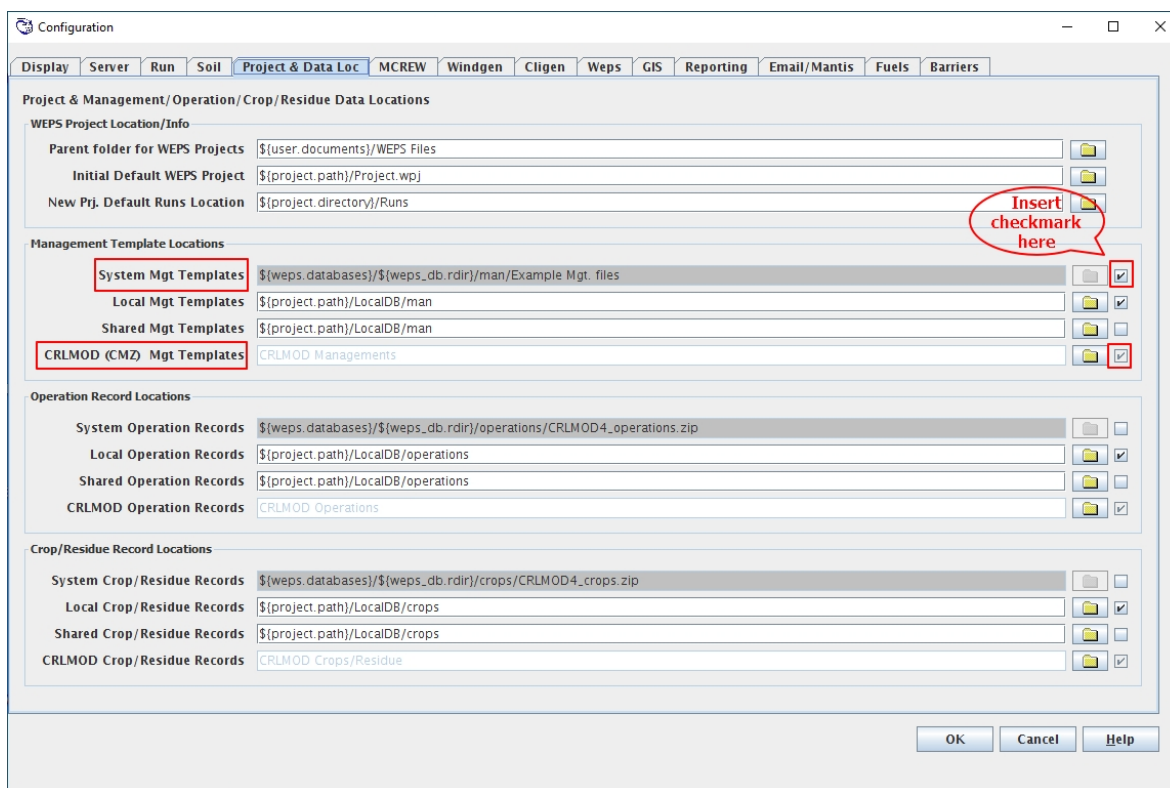 Configuration
Display Server Run Soil Project & Data Loc MCREW Windgen Cligen Weps GIS Reporting Email/Mantis Fuels Barriers
Project & Management/Operation/Crop/Residue Data Locations
WEPS Project Location/Info
Parent folder for WEPS Projects ${user.documents}/WEPS Files
Initial Default WEPS Project ${project.path}/Project.wpj
New Prj. Default Runs Location ${project.directory}/Runs
Insert
checkmark
here
Management Template Locations
System Mgt Templates ${weps.databases}/${weps_db.rdir}/man/Example Mgt. files
Local Mgt Templates ${project.path}/LocalDB/man
Shared Mgt Templates ${project.path}/LocalDB/man
CRLMOD (CMZ) Mgt Templates CRLMOD Managements
Operation Record Locations
System Operation Records ${weps.databases}/${weps_db.rdir}/operations/CRLMOD4_operations.zip
Local Operation Records ${project.path}/LocalDB/operations
Shared Operation Records ${project.path}/LocalDB/operations
CRLMOD Operation Records CRLMOD Operations
Crop/Residue Record Locations
System Crop/Residue Records ${weps.databases}/${weps_db.rdir}/crops/CRLMOD4_crops.zip
Local Crop/Residue Records ${project.path}/LocalDB/crops
Shared Crop/Residue Records ${project.path}/LocalDB/crops
CRLMOD Crop/Residue Records CRLMOD Crops/Residue
OK Cancel Help